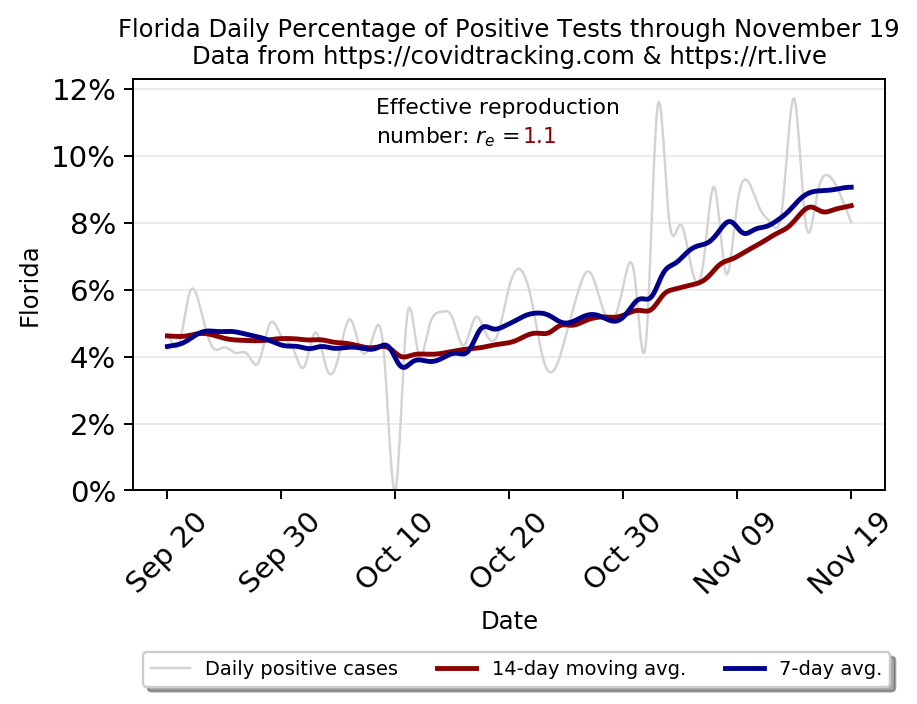 Florida Daily Percentage of Positive Tests through November 19
Data from https://covidtracking.com & https://rt.live
12%
Effective reproduction
number: rₑ =1.1
10%
8%
6%
4%
2%
0%
Florida
Sep 20
Sep 30
Oct 10
Oct 20
Oct 30
Nov 09
Nov 19
Date
Daily positive cases
14-day moving avg.
7-day avg.